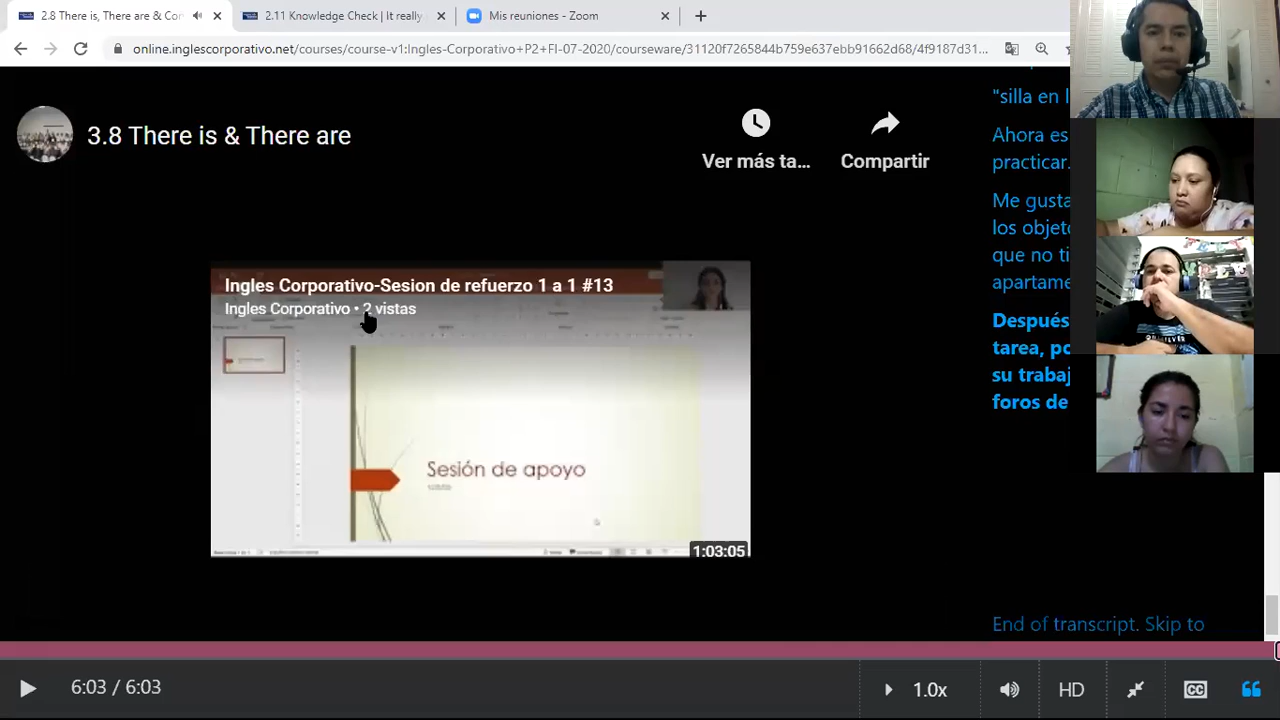 2.8 There is, There are & Cor
2.11 Knowledge Check | It really
Mis reuniones - Zoom
online.inglescorporativo.net/courses/course-v1:Ingles-Corporativo+P2+FI-07-2020/courseware/31120f7265844b759e637ebb91662d68/4f9187d31...
3.8 There is & There are
Ver más ta...
Compartir
"silla en l
Ahora es
practicar.
Me gusta
los objeto
que no ti
apartame
Después
tarea, po
su trabaj
foros de
Ingles Corporativo-Sesion de refuerzo 1 a 1 #13
Ingles Corporativo • 2 vistas
Sesión de apoyo
1:03:05
End of transcript. Skip to
6:03 / 6:03
1.0x
HD
CC